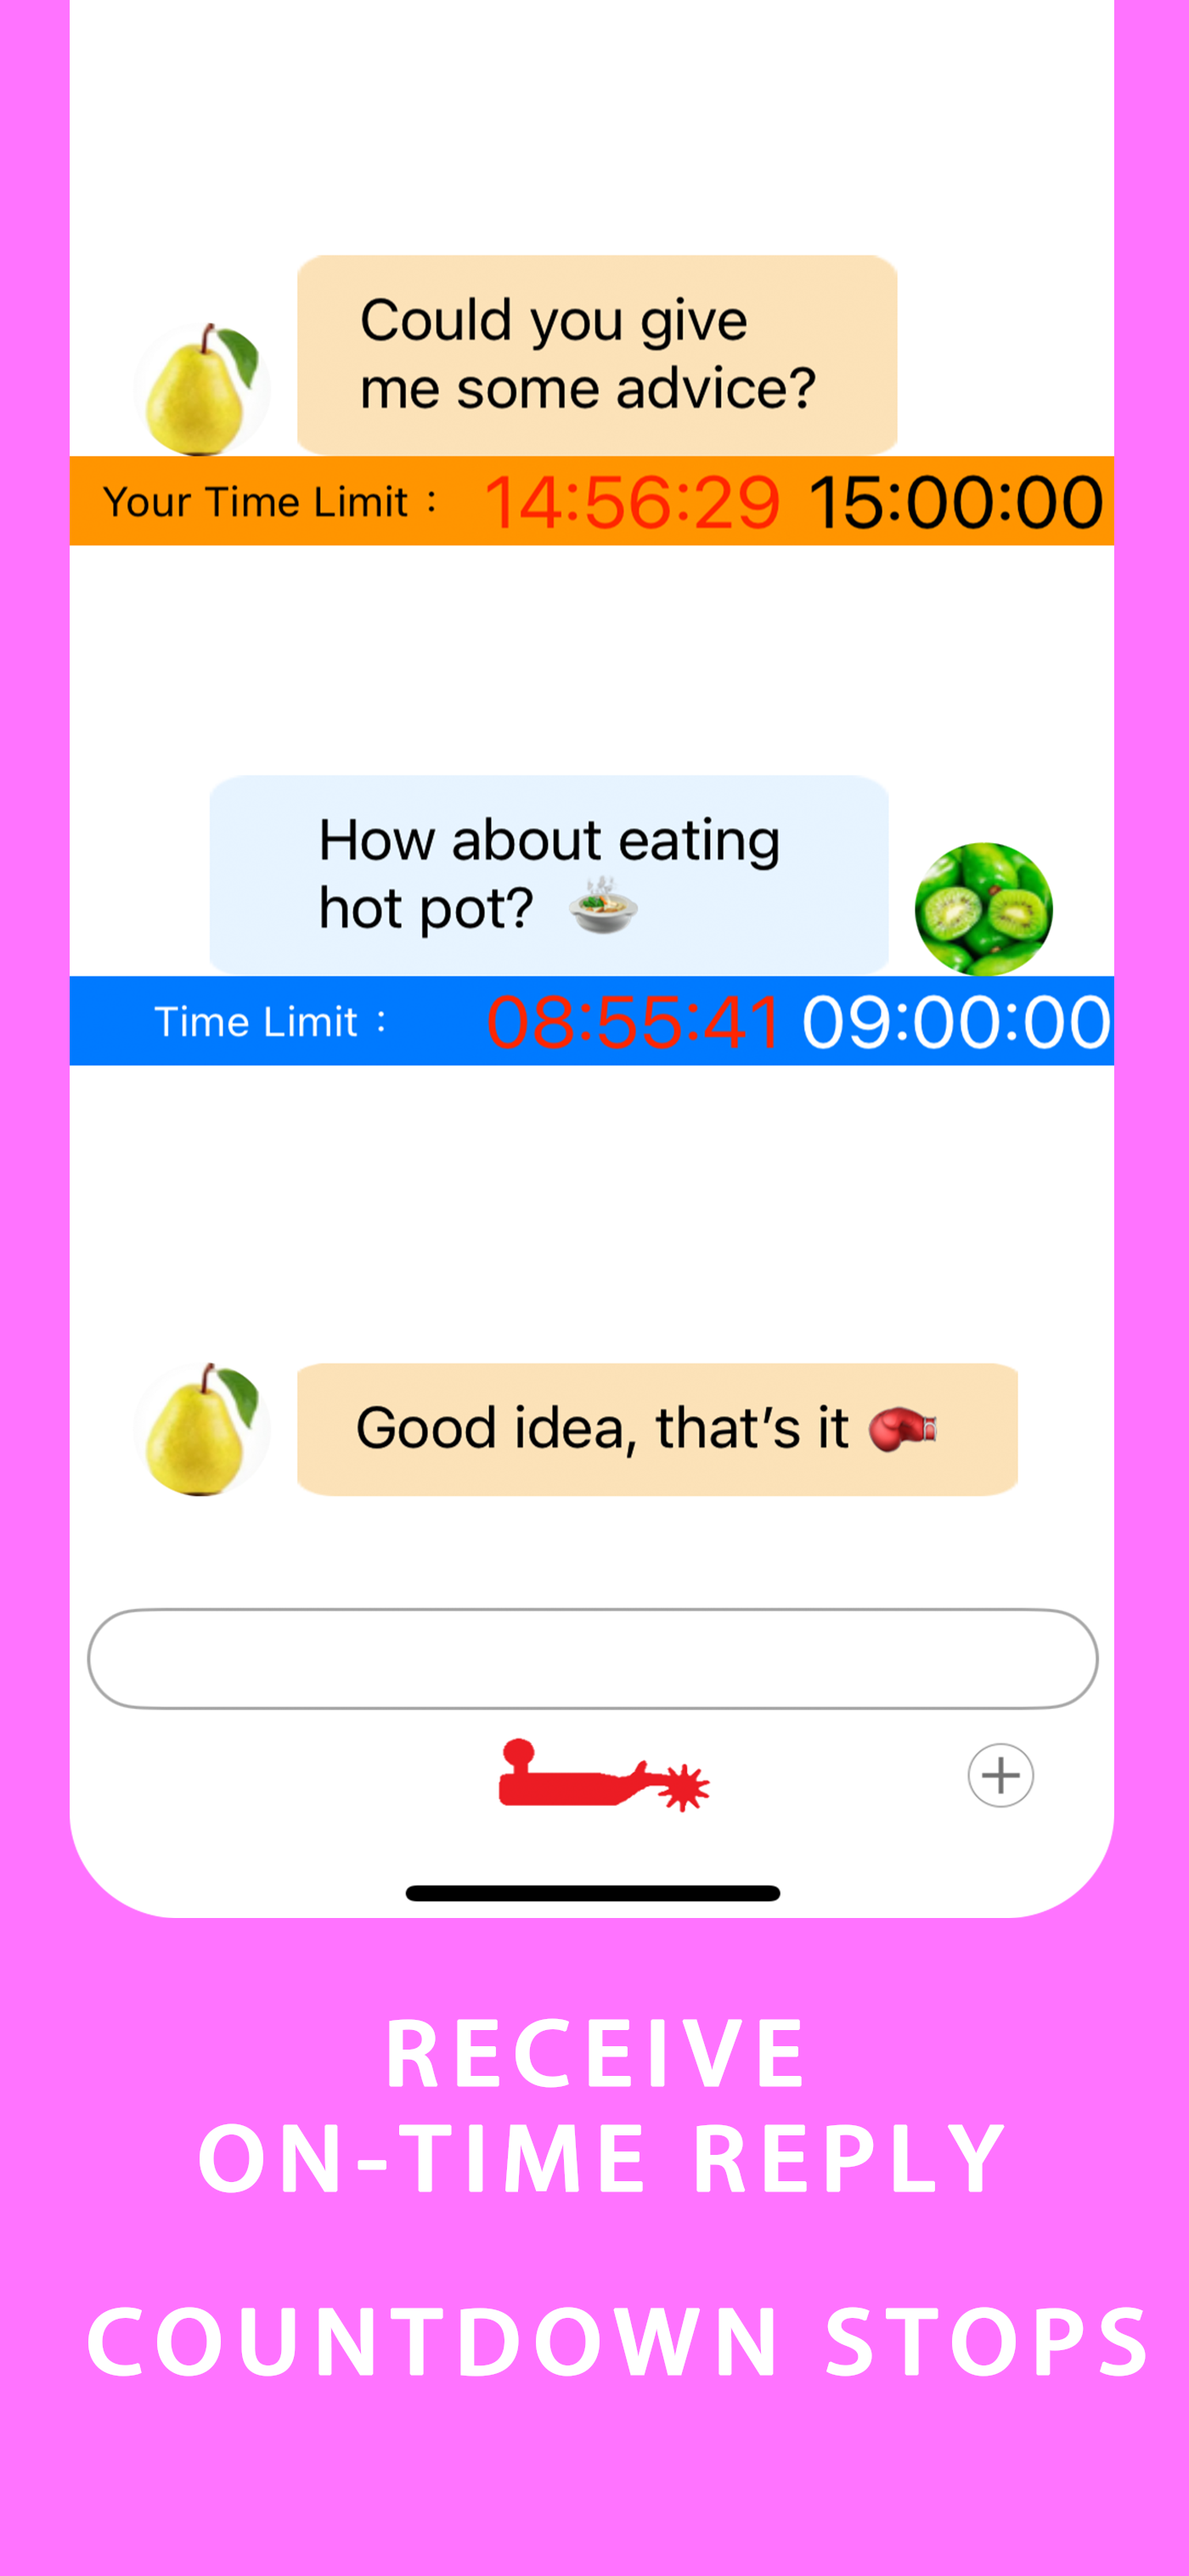 Could you give
me some advice?
Your Time Limit : 14:56:29 15:00:00
How about eating
hot pot? 🍲
Time Limit : 08:55:41 09:00:00
Good idea, that’s it 🥊
RECEIVE
ON-TIME REPLY
COUNTDOWN STOPS